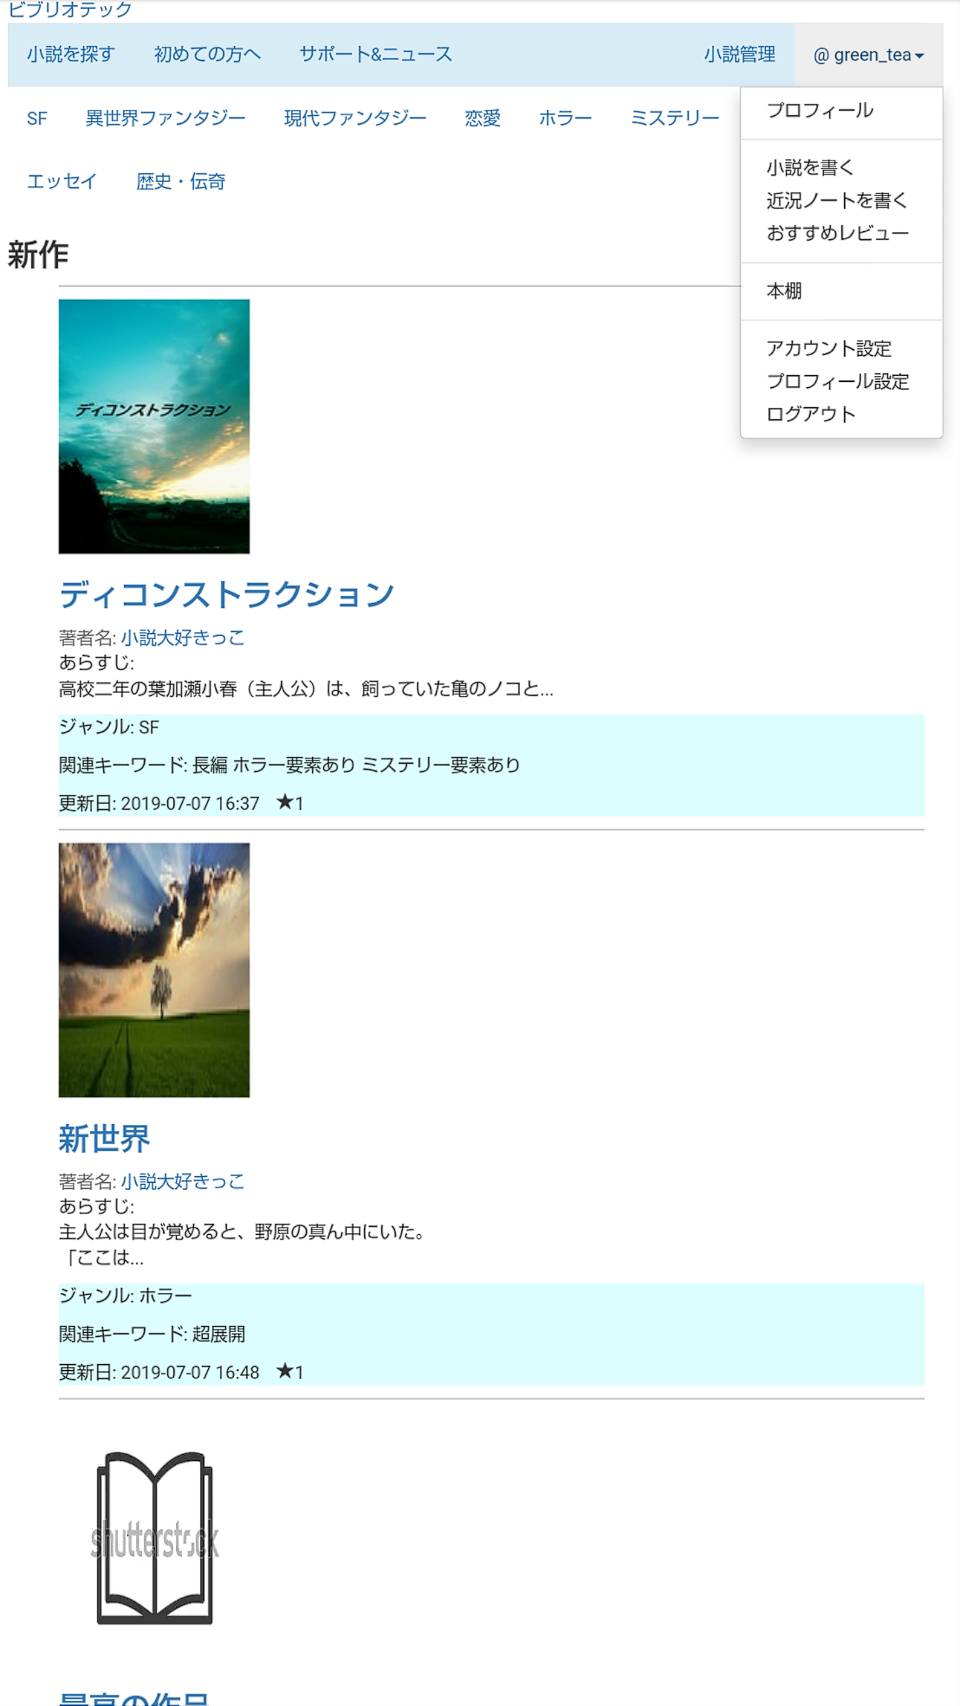 ビブリオテック
小説を探す 初めての方へ サポート&ニュース 小説管理 @ green_tea
SF 異世界ファンタジー 現代ファンタジー 恋愛 ホラー ミステリー
エッセイ 歴史・伝奇
プロフィール
小説を書く
近況ノートを書く
おすすめレビュー
本棚
アカウント設定
プロフィール設定
ログアウト
新作
ディコンストラクション
ディコンストラクション
著者名: 小説大好きっこ
あらすじ:
高校二年の葉加瀬小春（主人公）は、飼っていた亀のノコと...
ジャンル: SF
関連キーワード: 長編 ホラー要素あり ミステリー要素あり
更新日: 2019-07-07 16:37 ★1
新世界
著者名: 小説大好きっこ
あらすじ:
主人公は目が覚めると、野原の真ん中にいた。
「ここは...
ジャンル: ホラー
関連キーワード: 超展開
更新日: 2019-07-07 16:48 ★1
shutterstock
最高の作品